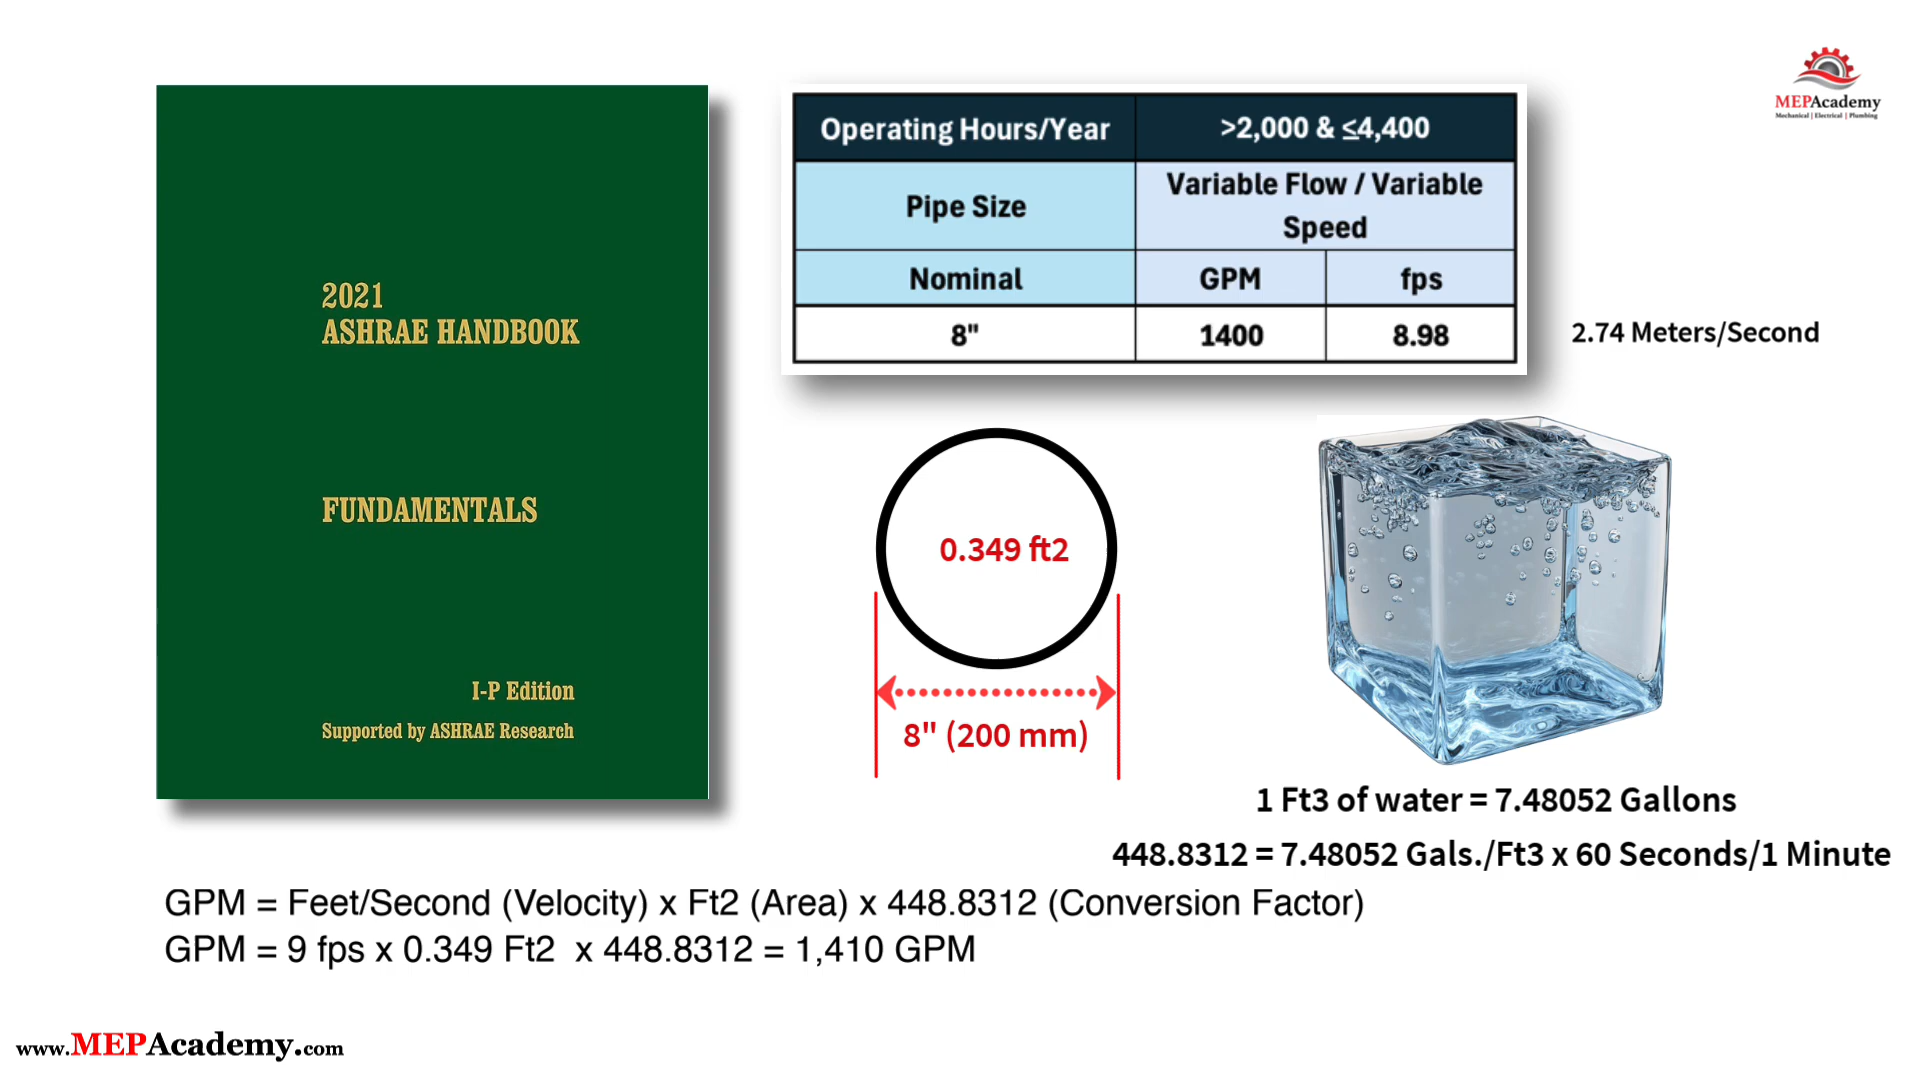 2021
ASHRAE HANDBOOK
FUNDAMENTALS
I-P Edition
Supported by ASHRAE Research
Operating Hours/Year >2,000 & ≤4,400
Pipe Size Variable Flow / Variable
Speed
Nominal GPM fps
8" 1400 8.98
2.74 Meters/Second
MEPAcademy
Mechanical | Electrical | Plumbing
0.349 ft2
8" (200 mm)
1 Ft3 of water = 7.48052 Gallons
448.8312 = 7.48052 Gals./Ft3 x 60 Seconds/1 Minute
GPM = Feet/Second (Velocity) x Ft2 (Area) x 448.8312 (Conversion Factor)
GPM = 9 fps x 0.349 Ft2 x 448.8312 = 1,410 GPM
www.MEPAcademy.com